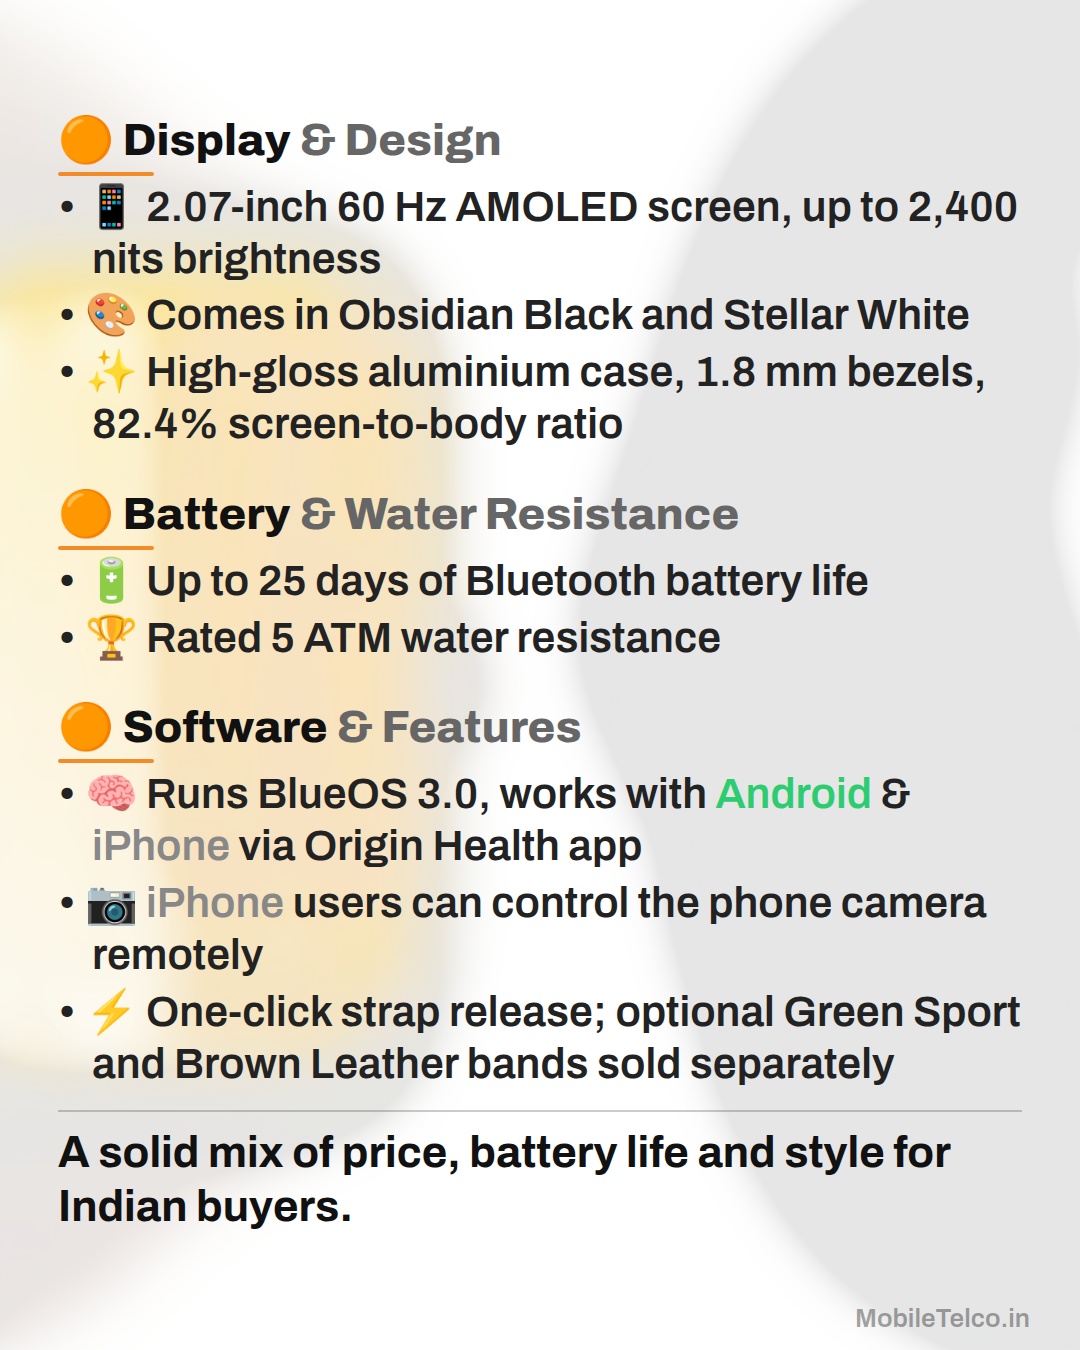 🟠 Display & Design
• 📱 2.07-inch 60 Hz AMOLED screen, up to 2,400
nits brightness
• 🎨 Comes in Obsidian Black and Stellar White
• ✨ High-gloss aluminium case, 1.8 mm bezels,
82.4% screen-to-body ratio
🟠 Battery & Water Resistance
• 🔋 Up to 25 days of Bluetooth battery life
• 🏆 Rated 5 ATM water resistance
🟠 Software & Features
• 🧠 Runs BlueOS 3.0, works with Android &
iPhone via Origin Health app
• 📷 iPhone users can control the phone camera
remotely
• ⚡ One-click strap release; optional Green Sport
and Brown Leather bands sold separately
A solid mix of price, battery life and style for
Indian buyers.
MobileTelco.in